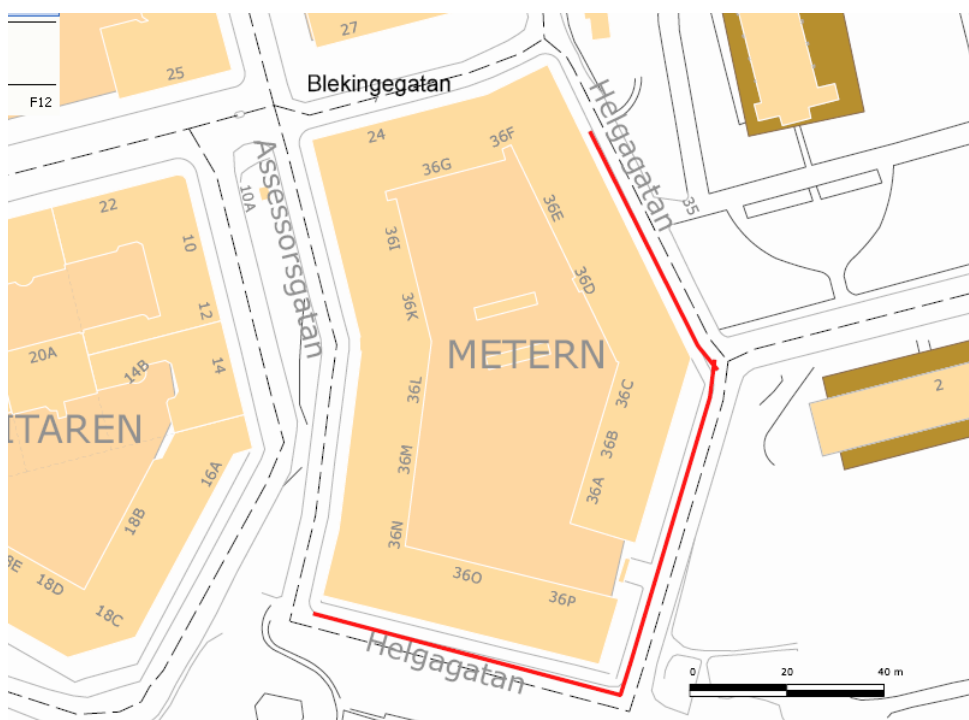 27
25
F12
Blekingegatan
24
36F
Helgagatan
36G
Assessorsgatan
10A
35
22
36E
10
36I
36D
12
36K
20A
14B
14
METERN
2
36L
36C
ITAREN
36B
36M
16A
36A
18B
36N
8E
18D
36O
36P
18C
Helgagatan
0 20 40 m